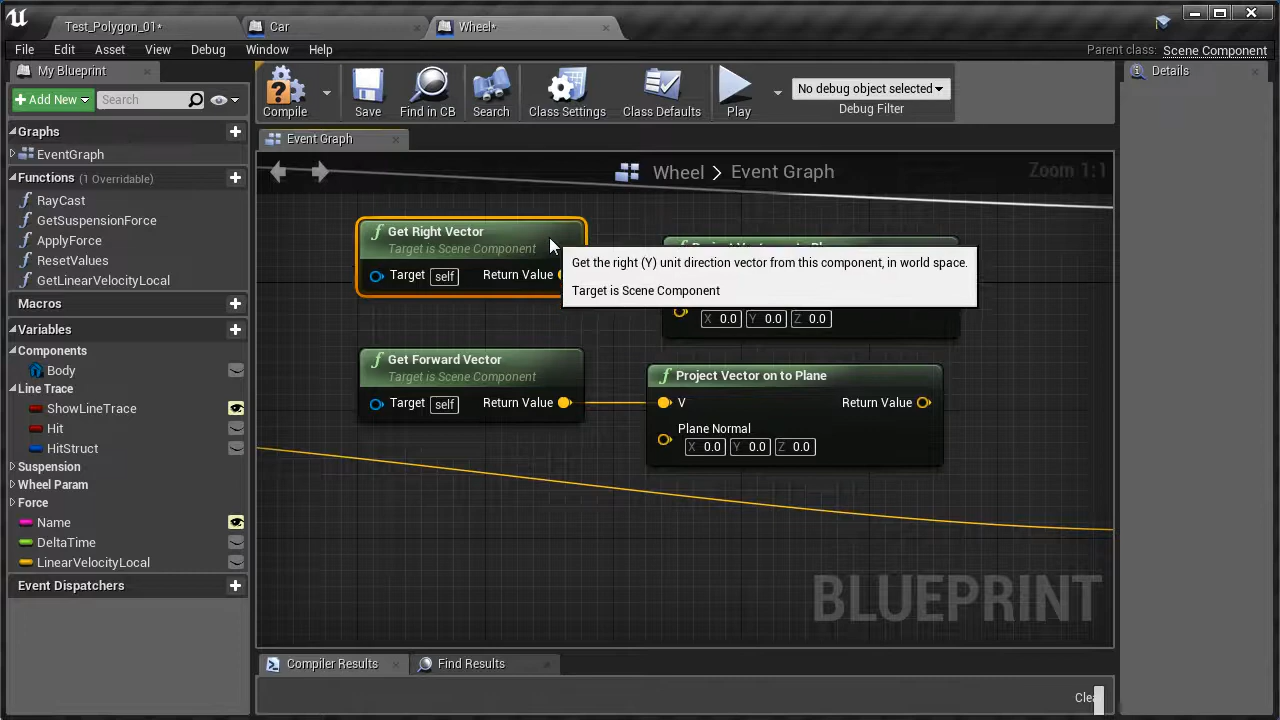 Test_Polygon_01*
Car
Wheel*
File Edit Asset View Debug Window Help
Parent class: Scene Component
My Blueprint
Add New
Search
Compile
Save
Find in CB
Search
Class Settings
Class Defaults
Play
No debug object selected
Debug Filter
Details
Graphs
EventGraph
Functions (1 Overridable)
RayCast
GetSuspensionForce
ApplyForce
ResetValues
GetLinearVelocityLocal
Macros
Variables
Components
Body
Line Trace
ShowLineTrace
Hit
HitStruct
Suspension
Wheel Param
Force
Name
DeltaTime
LinearVelocityLocal
Event Dispatchers
Event Graph
Wheel > Event Graph
Zoom 1:1
Get Right Vector
Target is Scene Component
Target self Return Value
Get the right (Y) unit direction vector from this component, in world space.
Target is Scene Component
X 0.0 Y 0.0 Z 0.0
Get Forward Vector
Target is Scene Component
Target self Return Value
Project Vector on to Plane
V Return Value
Plane Normal
X 0.0 Y 0.0 Z 0.0
BLUEPRINT
Compiler Results
Find Results